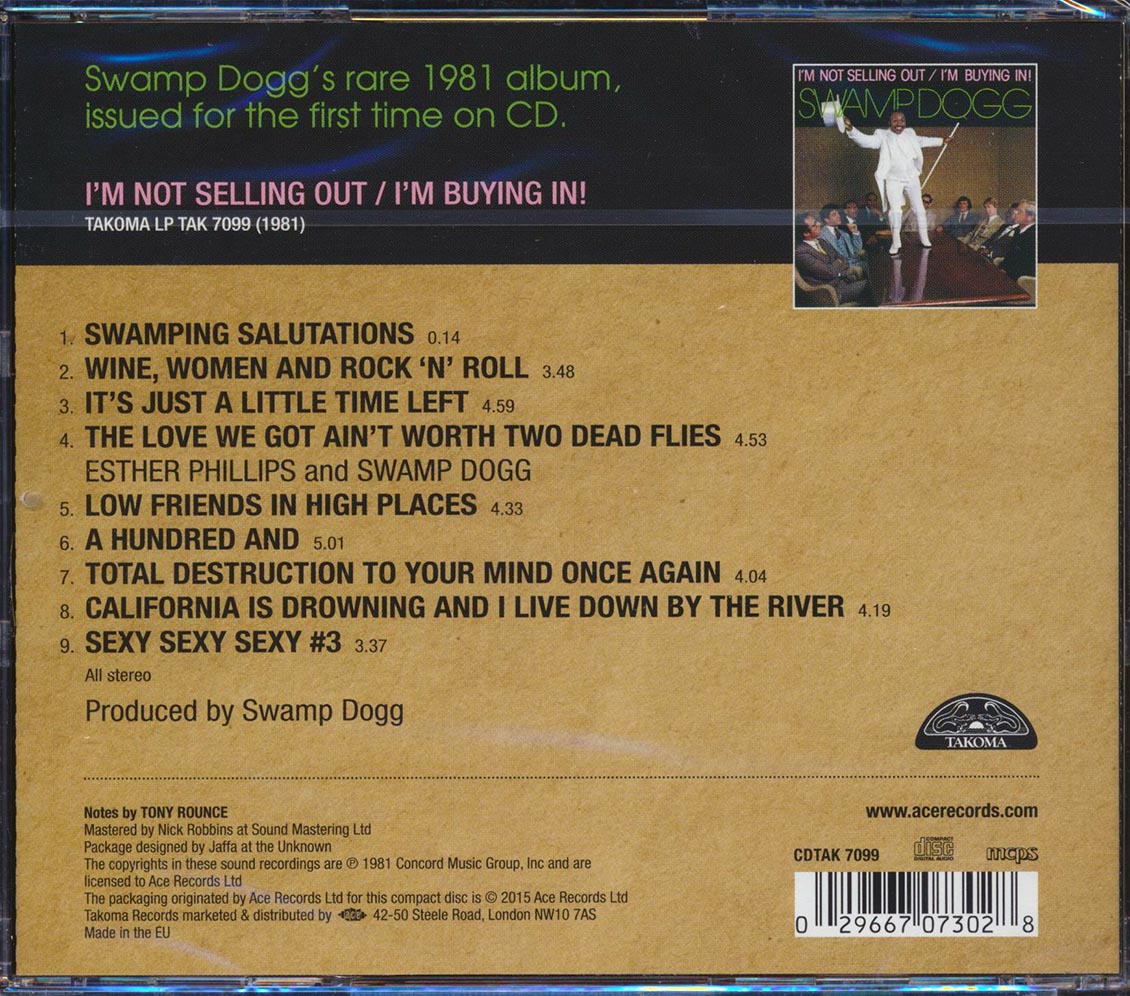 Swamp Dogg's rare 1981 album,
issued for the first time on CD.
I'M NOT SELLING OUT / I'M BUYING IN!
TAKOMA LP TAK 7099 (1981)
I'M NOT SELLING OUT / I'M BUYING IN!
SWAMP DOGG
1. SWAMPING SALUTATIONS 0.14
2. WINE, WOMEN AND ROCK 'N' ROLL 3.48
3. IT'S JUST A LITTLE TIME LEFT 4.59
4. THE LOVE WE GOT AIN'T WORTH TWO DEAD FLIES 4.53
ESTHER PHILLIPS and SWAMP DOGG
5. LOW FRIENDS IN HIGH PLACES 4.33
6. A HUNDRED AND 5.01
7. TOTAL DESTRUCTION TO YOUR MIND ONCE AGAIN 4.04
8. CALIFORNIA IS DROWNING AND I LIVE DOWN BY THE RIVER 4.19
9. SEXY SEXY SEXY #3 3.37
All stereo
Produced by Swamp Dogg
TAKOMA
Notes by TONY ROUNCE
Mastered by Nick Robbins at Sound Mastering Ltd
Package designed by Jaffa at the Unknown
The copyrights in these sound recordings are ℗ 1981 Concord Music Group, Inc and are
licensed to Ace Records Ltd
The packaging originated by Ace Records Ltd for this compact disc is © 2015 Ace Records Ltd
Takoma Records marketed & distributed by ace 42-50 Steele Road, London NW10 7AS
Made in the EU
www.acerecords.com
CDTAK 7099
COMPACT
disc
DIGITAL AUDIO
mcps
0 29667 07302 8